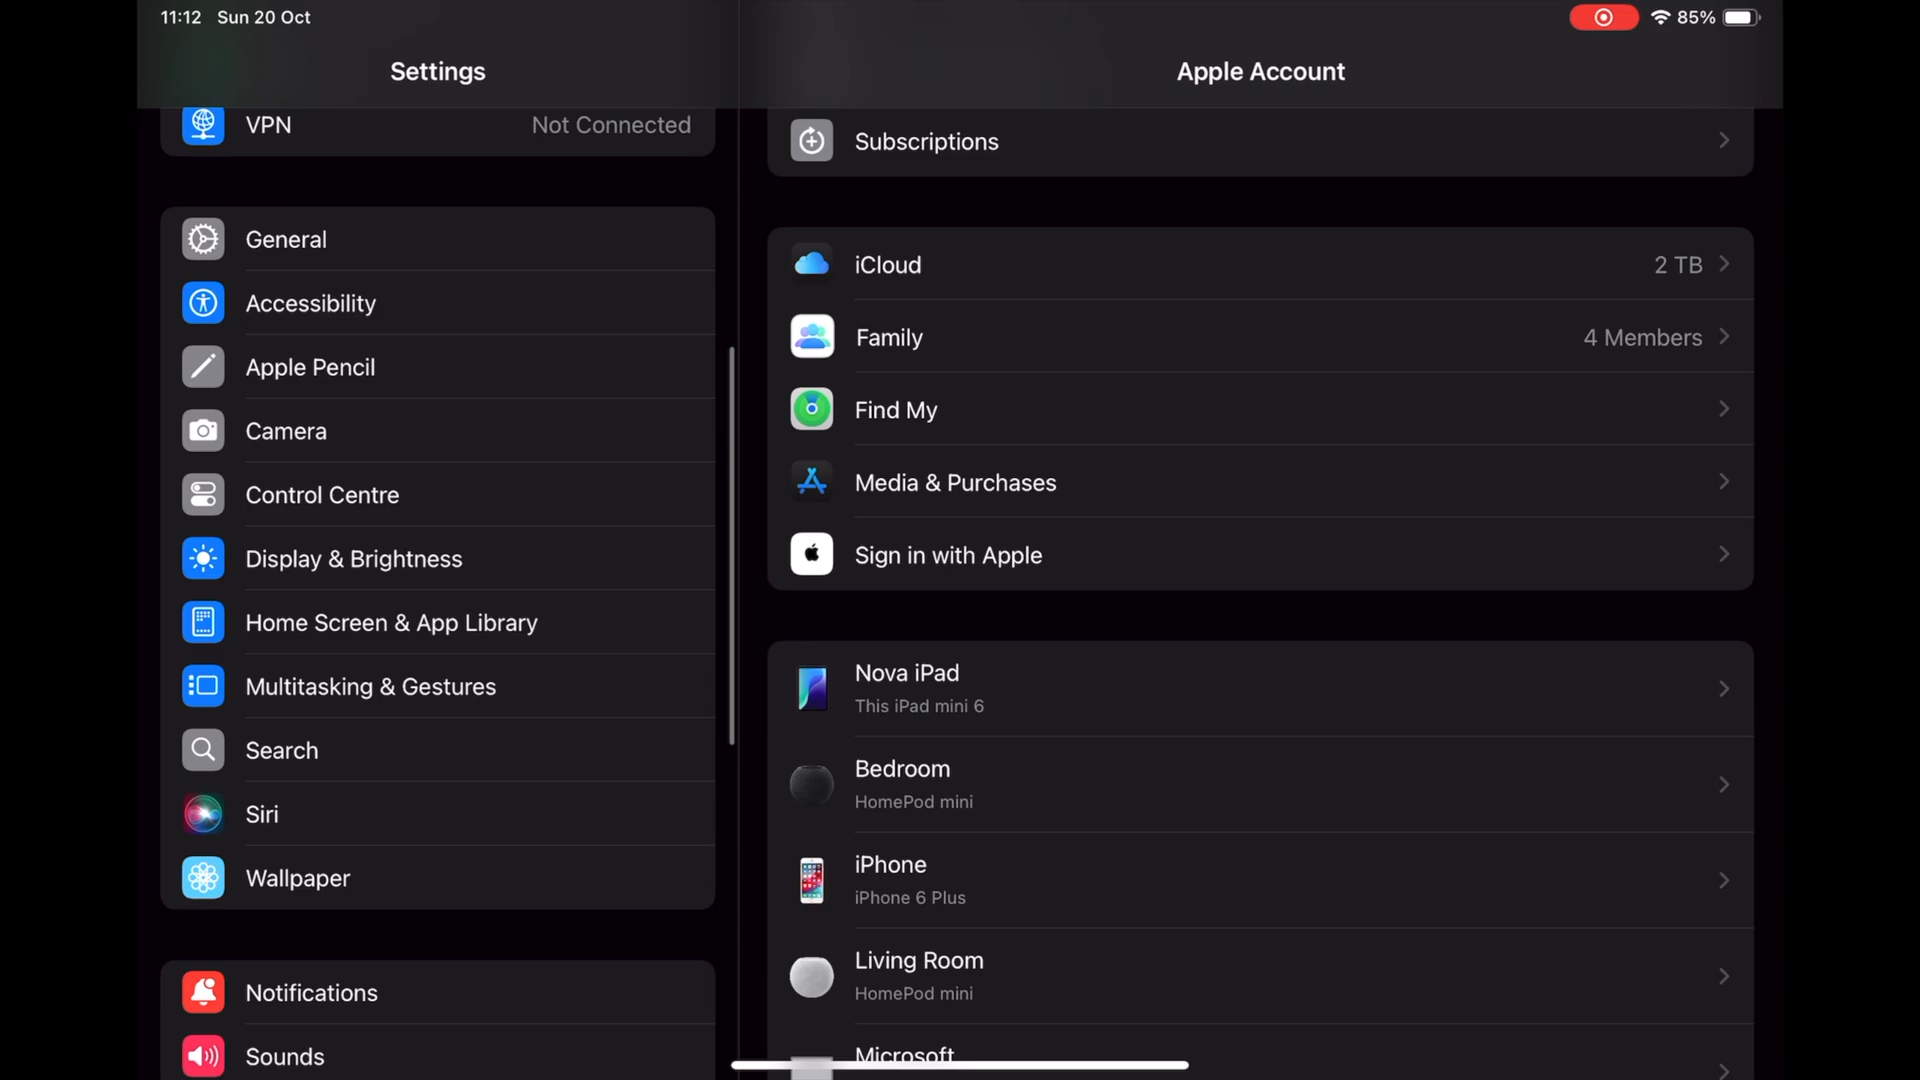 11:12 Sun 20 Oct
85%
Settings
VPN Not Connected
General
Accessibility
Apple Pencil
Camera
Control Centre
Display & Brightness
Home Screen & App Library
Multitasking & Gestures
Search
Siri
Wallpaper
Notifications
Sounds
Apple Account
Subscriptions
iCloud 2 TB
Family 4 Members
Find My
Media & Purchases
Sign in with Apple
Nova iPad
This iPad mini 6
Bedroom
HomePod mini
iPhone
iPhone 6 Plus
Living Room
HomePod mini
Microsoft